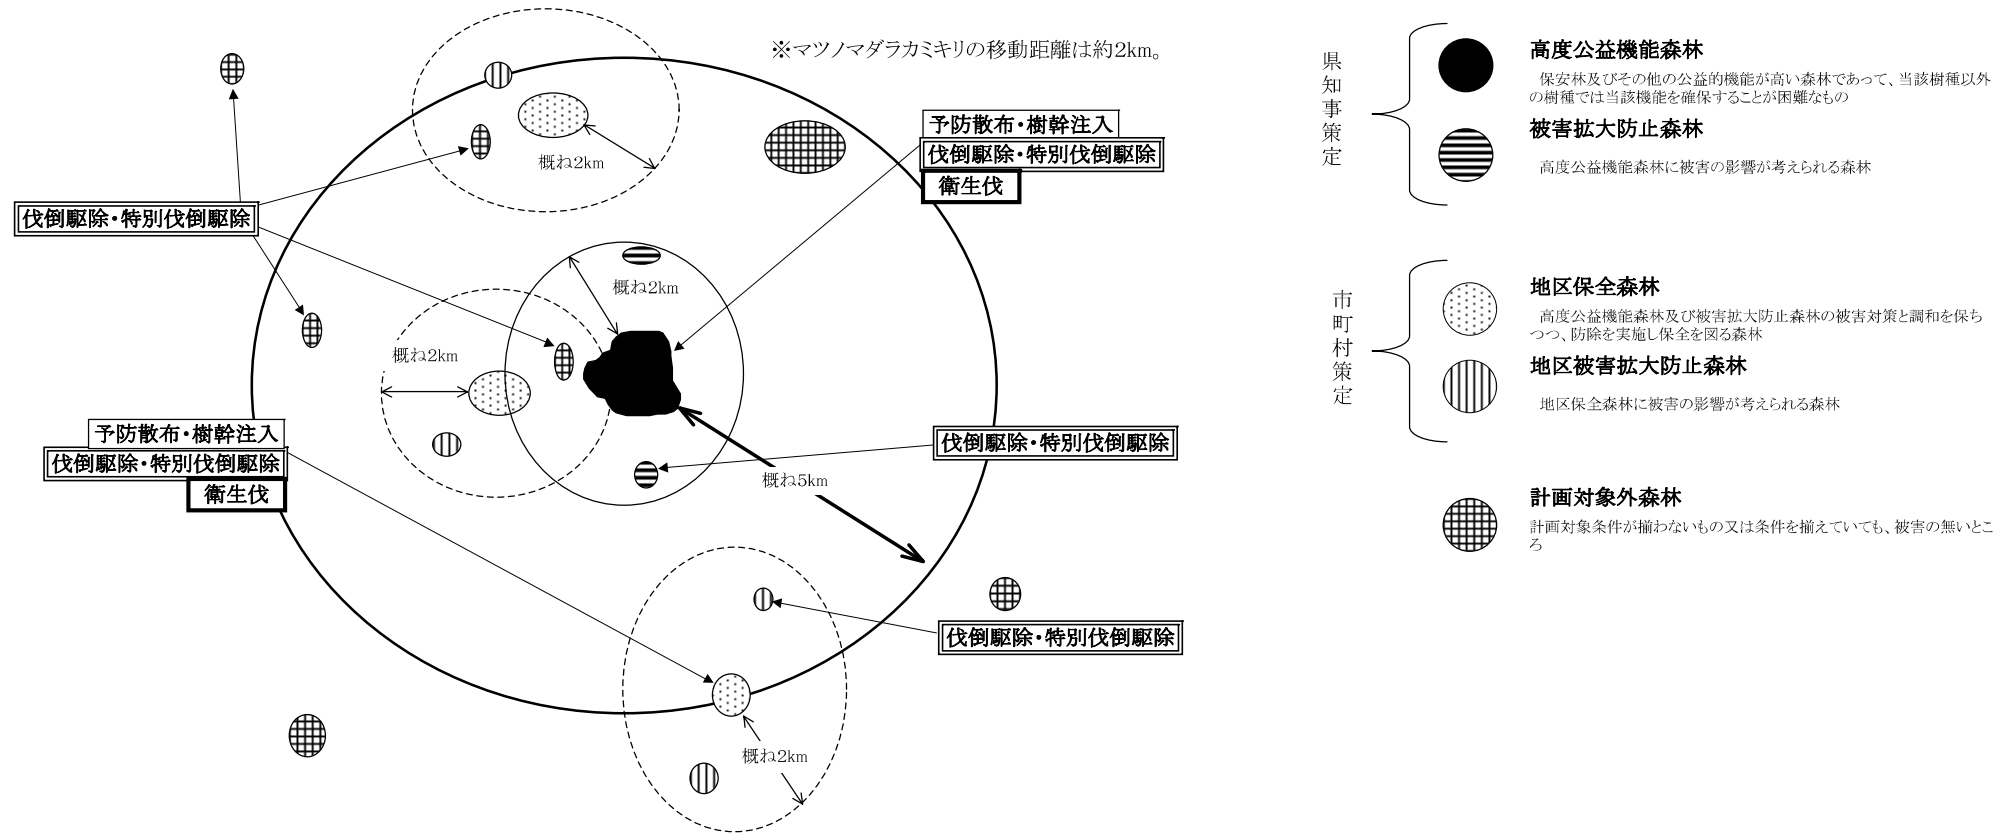 ※マツノマダラカミキリの移動距離は約2km。
予防散布・樹幹注入
伐倒駆除・特別伐倒駆除
衛生伐
概ね2km
伐倒駆除・特別伐倒駆除
概ね2km
概ね2km
予防散布・樹幹注入
伐倒駆除・特別伐倒駆除
衛生伐
伐倒駆除・特別伐倒駆除
概ね5km
伐倒駆除・特別伐倒駆除
概ね2km
県知事策定
高度公益機能森林
保安林及びその他の公益的機能が高い森林であって、当該樹種以外
の樹種では当該機能を確保することが困難なもの
被害拡大防止森林
高度公益機能森林に被害の影響が考えられる森林
市町村策定
地区保全森林
高度公益機能森林及び被害拡大防止森林の被害対策と調和を保ち
つつ、防除を実施し保全を図る森林
地区被害拡大防止森林
地区保全森林に被害の影響が考えられる森林
計画対象外森林
計画対象条件が揃わないもの又は条件を揃えていても、被害の無いとこ
ろ